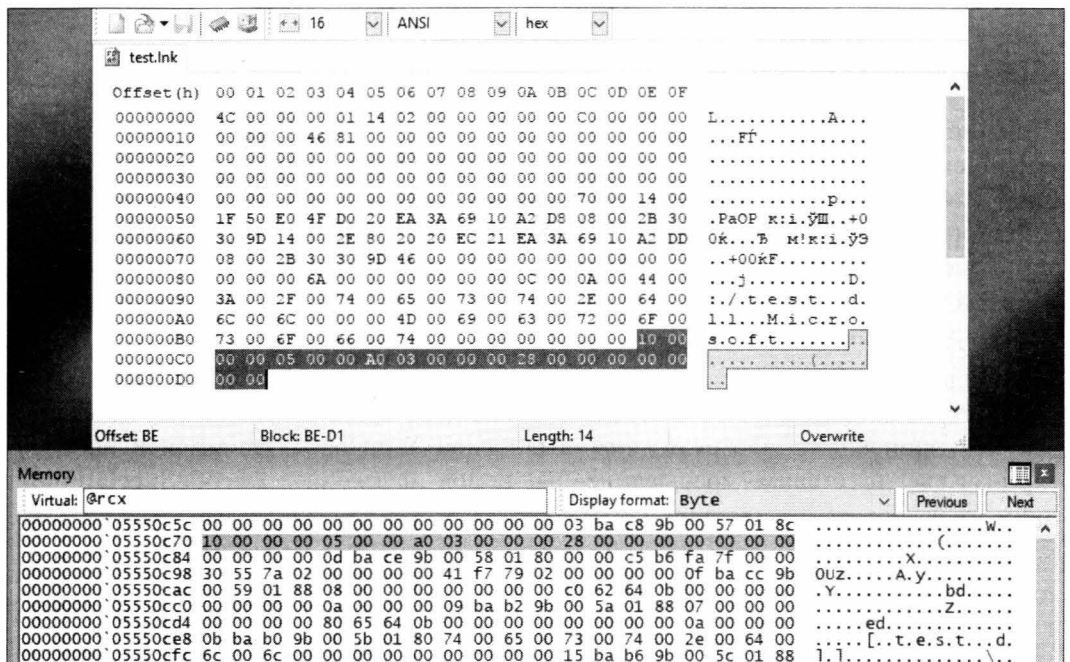 16 ANSI hex
test.lnk
Offset(h) 00 01 02 03 04 05 06 07 08 09 0A 0B 0C 0D 0E 0F
00000000 4C 00 00 00 01 14 02 00 00 00 00 00 C0 00 00 00 L...........A...
00000010 00 00 00 46 81 00 00 00 00 00 00 00 00 00 00 00 ...FЃ...........
00000020 00 00 00 00 00 00 00 00 00 00 00 00 00 00 00 00 ................
00000030 00 00 00 00 00 00 00 00 00 00 00 00 00 00 00 00 ................
00000040 00 00 00 00 00 00 00 00 00 00 00 00 70 00 14 00 ............p...
00000050 1F 50 E0 4F D0 20 EA 3A 69 10 A2 D8 08 00 2B 30 .PаOР к:i.ўШ..+0
00000060 30 9D 14 00 2E 80 20 20 EC 21 EA 3A 69 10 A2 DD 0ќ...Ђ  м!к:i.ўЭ
00000070 08 00 2B 30 30 9D 46 00 00 00 00 00 00 00 00 00 ..+00ќF.........
00000080 00 00 00 6A 00 00 00 00 00 00 0C 00 0A 00 44 00 ...j..........D.
00000090 3A 00 2F 00 74 00 65 00 73 00 74 00 2E 00 64 00 :./.t.e.s.t...d.
000000A0 6C 00 6C 00 00 00 4D 00 69 00 63 00 72 00 6F 00 l.l...M.i.c.r.o.
000000B0 73 00 6F 00 66 00 74 00 00 00 00 00 00 00 10 00 s.o.f.t.........
000000C0 00 00 05 00 00 A0 03 00 00 00 28 00 00 00 00 00 ..... ....(.....
000000D0 00 00 ..
Offset: BE Block: BE-D1 Length: 14 Overwrite
Memory
Virtual: @rcx Display format: Byte Previous Next
00000000`05550c5c 00 00 00 00 00 00 00 00 00 00 00 00 03 ba c8 9b 00 57 01 8c .................W..
00000000`05550c70 10 00 00 00 05 00 00 a0 03 00 00 00 28 00 00 00 00 00 00 00 ............(.......
00000000`05550c84 00 00 00 00 0d ba ce 9b 00 58 01 80 00 00 c5 b6 fa 7f 00 00 .........X..........
00000000`05550c98 30 55 7a 02 00 00 00 00 41 f7 79 02 00 00 00 00 0f ba cc 9b 0Uz.....A.y.........
00000000`05550cac 00 59 01 88 08 00 00 00 00 00 00 00 c0 62 64 0b 00 00 00 00 .Y...........bd.....
00000000`05550cc0 00 00 00 00 0a 00 00 00 09 ba b2 9b 00 5a 01 88 07 00 00 00 .............Z......
00000000`05550cd4 00 00 00 00 80 65 64 0b 00 00 00 00 00 00 00 00 0a 00 00 00 .....ed.............
00000000`05550ce8 0b ba b0 9b 00 5b 01 80 74 00 65 00 73 00 74 00 2e 00 64 00 .....[..t.e.s.t...d.
00000000`05550cfc 6c 00 6c 00 00 00 00 00 00 00 00 00 15 ba b6 9b 00 5c 01 88 l.l..............\..